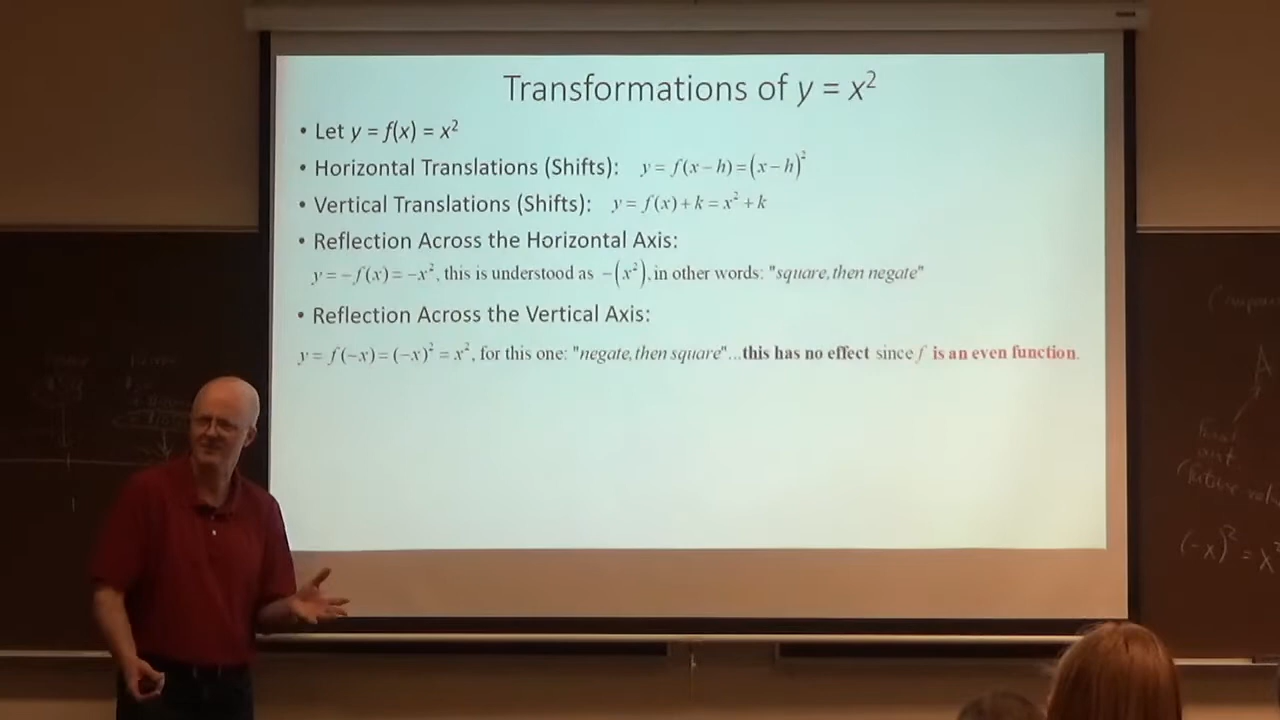 Transformations of y = x²
• Let y = f(x) = x²
• Horizontal Translations (Shifts): y = f(x − h) = (x − h)²
• Vertical Translations (Shifts): y = f(x) + k = x² + k
• Reflection Across the Horizontal Axis:
y = −f(x) = −x², this is understood as −(x²), in other words: "square, then negate"
• Reflection Across the Vertical Axis:
y = f(−x) = (−x)² = x², for this one: "negate, then square"...this has no effect since f is an even function.
A
(−x)² = x²